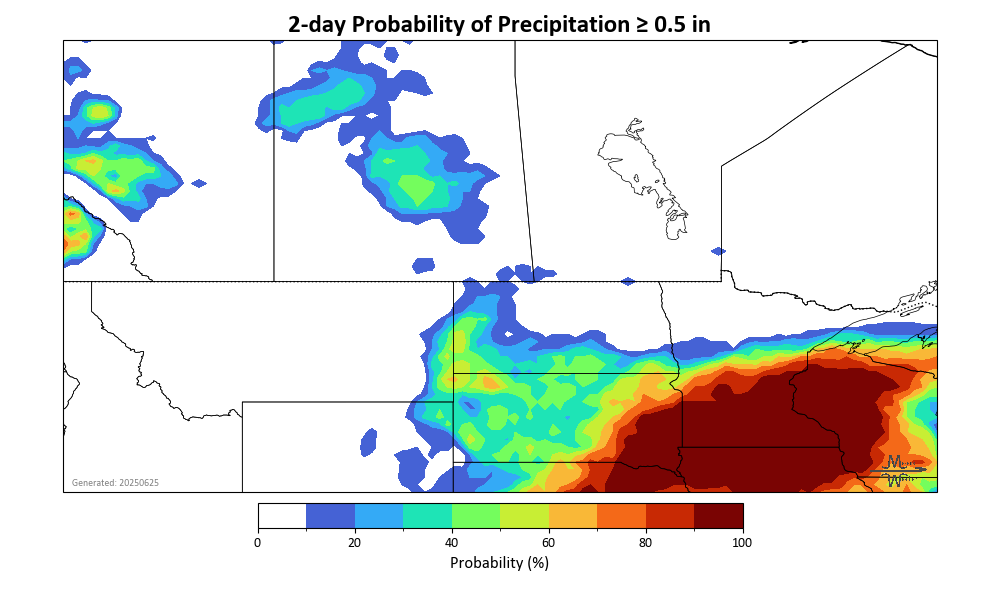 2-day Probability of Precipitation ≥ 0.5 in
Generated: 20250625
0 20 40 60 80 100
Probability (%)